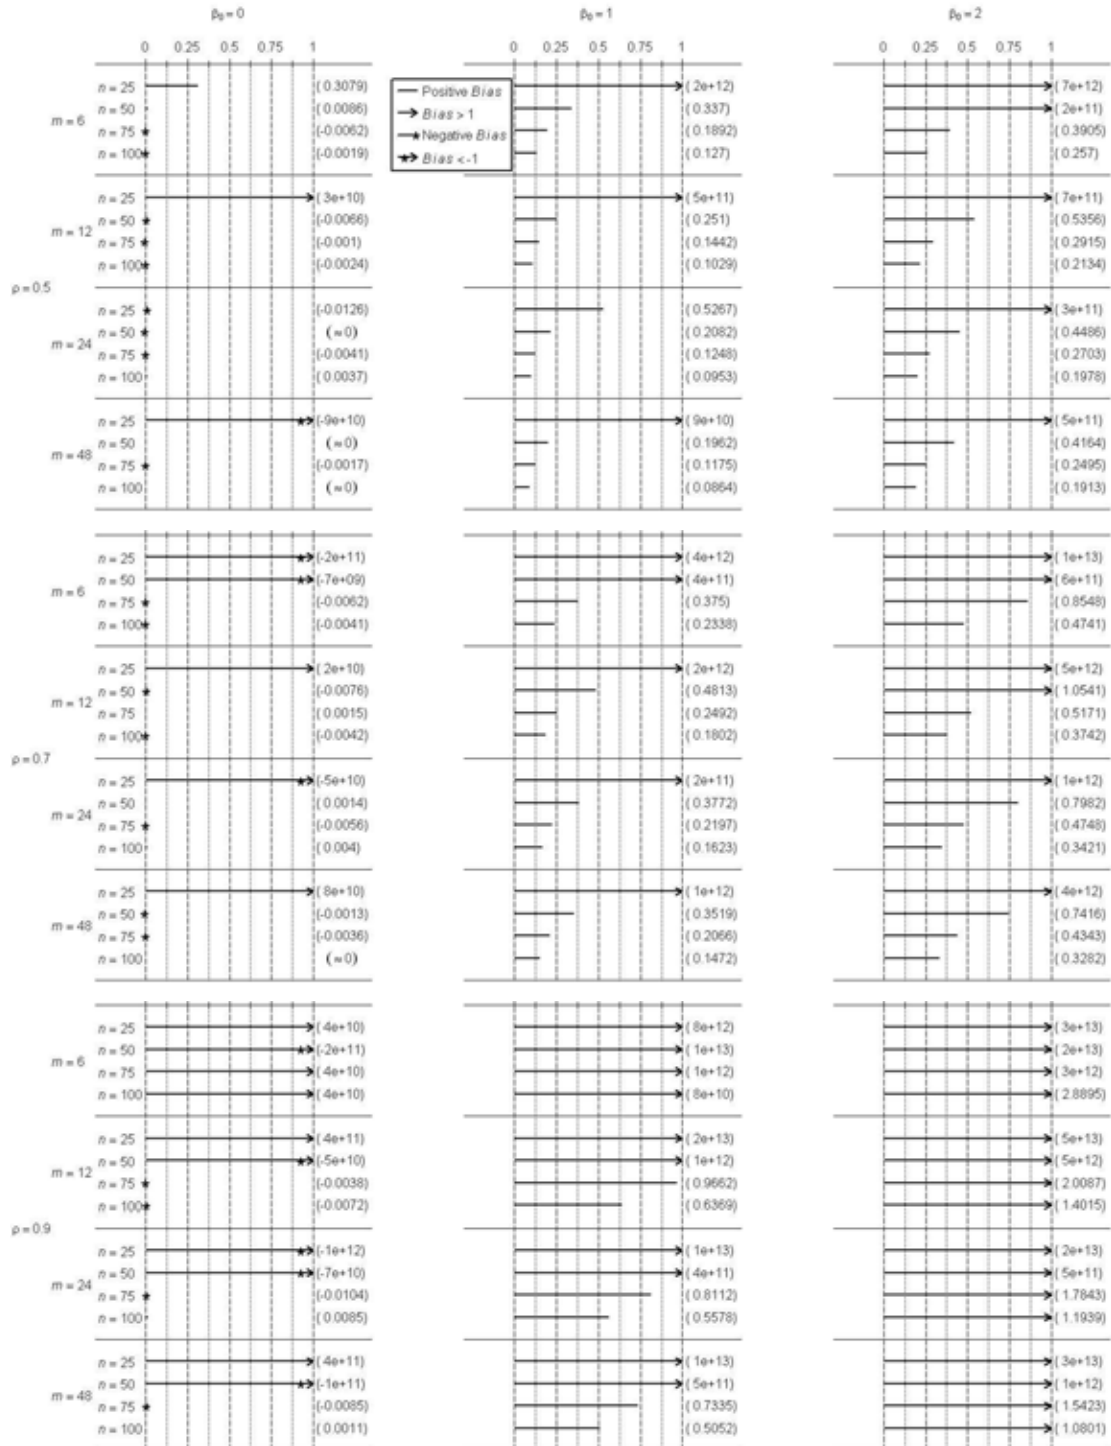 β₀ = 0 β₀ = 1 β₀ = 2
0 0.25 0.5 0.75 1 0 0.25 0.5 0.75 1 0 0.25 0.5 0.75 1
Positive Bias
Bias > 1
Negative Bias
Bias < -1
ρ = 0.5
m = 6
n = 25 ( 0.3079) ( 2e+12) ( 7e+12)
n = 50 ( 0.0086) ( 0.337) ( 2e+11)
n = 75 (-0.0062) ( 0.1892) ( 0.3905)
n = 100 (-0.0019) ( 0.127) ( 0.257)
m = 12
n = 25 ( 3e+10) ( 5e+11) ( 7e+11)
n = 50 (-0.0066) ( 0.251) ( 0.5356)
n = 75 (-0.001) ( 0.1442) ( 0.2915)
n = 100 (-0.0024) ( 0.1029) ( 0.2134)
m = 24
n = 25 (-0.0126) ( 0.5267) ( 3e+11)
n = 50 (≈0) ( 0.2082) ( 0.4486)
n = 75 (-0.0041) ( 0.1248) ( 0.2703)
n = 100 ( 0.0037) ( 0.0953) ( 0.1978)
m = 48
n = 25 (-9e+10) ( 9e+10) ( 5e+11)
n = 50 (≈0) ( 0.1962) ( 0.4164)
n = 75 (-0.0017) ( 0.1175) ( 0.2495)
n = 100 (≈0) ( 0.0864) ( 0.1913)
ρ = 0.7
m = 6
n = 25 (-2e+11) ( 4e+12) ( 1e+13)
n = 50 (-7e+09) ( 4e+11) ( 6e+11)
n = 75 (-0.0062) ( 0.375) ( 0.8548)
n = 100 (-0.0041) ( 0.2338) ( 0.4741)
m = 12
n = 25 ( 2e+10) ( 2e+12) ( 5e+12)
n = 50 (-0.0076) ( 0.4813) ( 1.0541)
n = 75 ( 0.0015) ( 0.2492) ( 0.5171)
n = 100 (-0.0042) ( 0.1802) ( 0.3742)
m = 24
n = 25 (-5e+10) ( 2e+11) ( 1e+12)
n = 50 ( 0.0014) ( 0.3772) ( 0.7982)
n = 75 (-0.0056) ( 0.2197) ( 0.4748)
n = 100 ( 0.004) ( 0.1623) ( 0.3421)
m = 48
n = 25 ( 8e+10) ( 1e+12) ( 4e+12)
n = 50 (-0.0013) ( 0.3519) ( 0.7416)
n = 75 (-0.0036) ( 0.2066) ( 0.4343)
n = 100 (≈0) ( 0.1472) ( 0.3282)
ρ = 0.9
m = 6
n = 25 ( 4e+10) ( 8e+12) ( 3e+13)
n = 50 (-2e+11) ( 1e+13) ( 2e+13)
n = 75 ( 4e+10) ( 1e+12) ( 3e+12)
n = 100 ( 4e+10) ( 8e+10) ( 2.8895)
m = 12
n = 25 ( 4e+11) ( 2e+13) ( 5e+13)
n = 50 (-5e+10) ( 1e+12) ( 5e+12)
n = 75 (-0.0038) ( 0.9662) ( 2.0087)
n = 100 (-0.0072) ( 0.6369) ( 1.4015)
m = 24
n = 25 (-1e+12) ( 1e+13) ( 2e+13)
n = 50 (-7e+10) ( 4e+11) ( 5e+11)
n = 75 (-0.0104) ( 0.8112) ( 1.7843)
n = 100 ( 0.0085) ( 0.5578) ( 1.1939)
m = 48
n = 25 ( 4e+11) ( 1e+13) ( 3e+13)
n = 50 (-1e+11) ( 5e+11) ( 1e+12)
n = 75 (-0.0085) ( 0.7335) ( 1.5423)
n = 100 ( 0.0011) ( 0.5052) ( 1.0801)